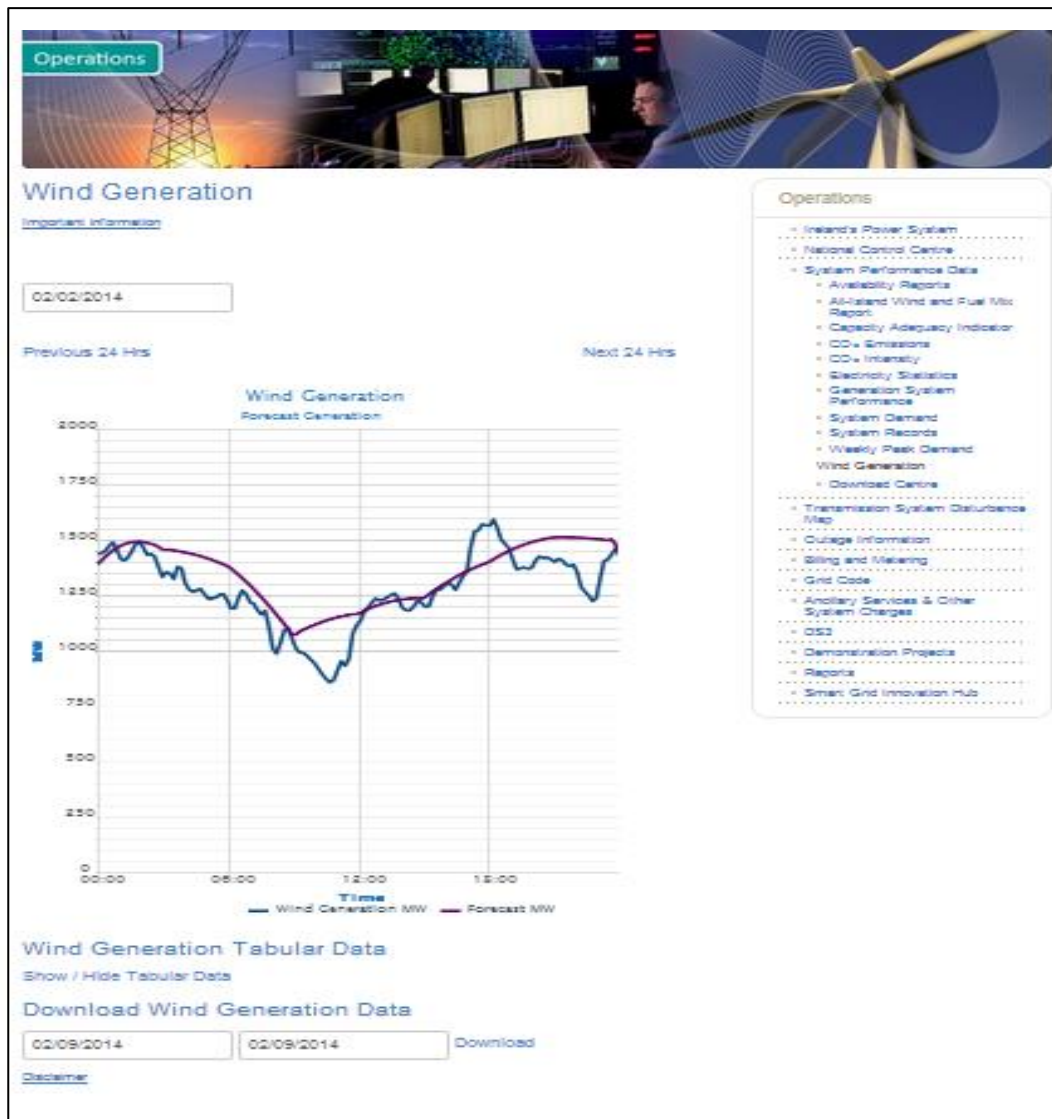 Operations
Wind Generation
Important Information
02/02/2014
Previous 24 Hrs
Next 24 Hrs
Wind Generation
Forecast Generation
2000
1750
1500
1250
1000
750
500
250
0
MW
00:00
06:00
12:00
18:00
Time
Wind Generation MW
Forecast MW
Wind Generation Tabular Data
Show / Hide Tabular Data
Download Wind Generation Data
02/09/2014
02/09/2014
Download
Disclaimer
Operations
Ireland's Power System
National Control Centre
System Performance Data
Availability Reports
All-Island Wind and Fuel Mix
Report
Capacity Adequacy Indicator
CO₂ Emissions
CO₂ Intensity
Electricity Statistics
Generation System
Performance
System Demand
System Records
Weekly Peak Demand
Wind Generation
Download Centre
Transmission System Disturbance
Map
Outage Information
Billing and Metering
Grid Code
Ancillary Services & Other
System Charges
DS3
Demonstration Projects
Reports
Smart Grid Innovation Hub